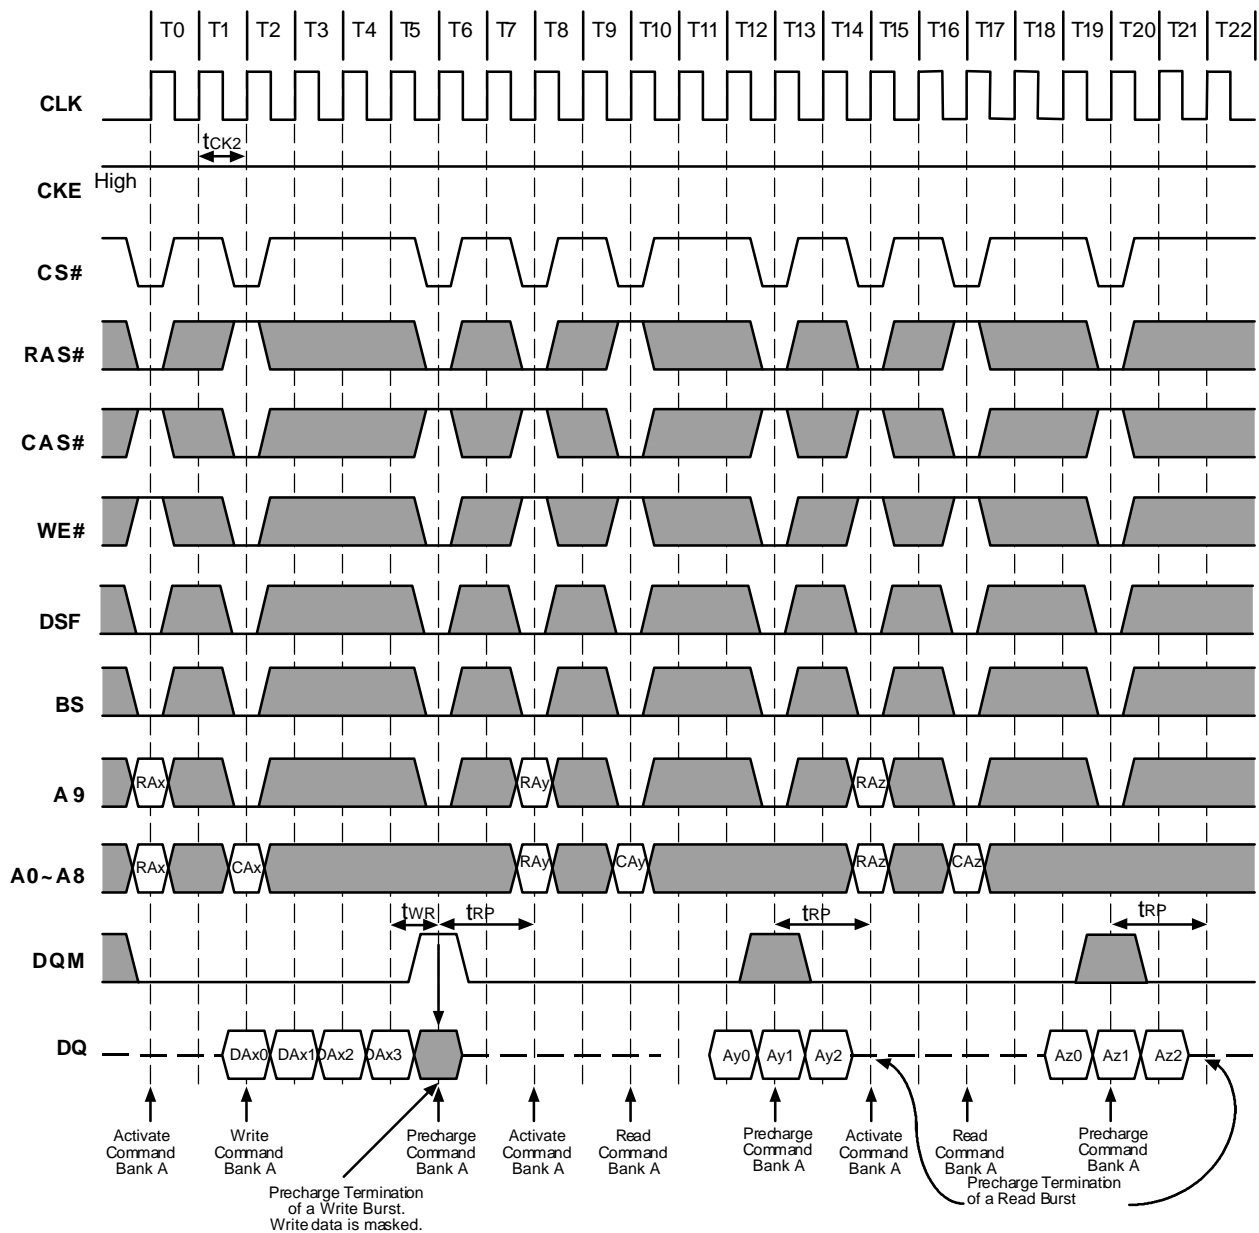 T0 T1 T2 T3 T4 T5 T6 T7 T8 T9 T10 T11 T12 T13 T14 T15 T16 T17 T18 T19 T20 T21 T22
CLK
tCK2
High
CKE
CS#
RAS#
CAS#
WE#
DSF
BS
A9
RAx RAy RAz
A0~A8
RAx CAx RAy CAy RAz CAz
tWR tRP tRP tRP
DQM
DQ
DAx0 DAx1 DAx2 DAx3 Ay0 Ay1 Ay2 Az0 Az1 Az2
Activate
Command
Bank A
Write
Command
Bank A
Precharge
Command
Bank A
Activate
Command
Bank A
Read
Command
Bank A
Precharge
Command
Bank A
Activate
Command
Bank A
Read
Command
Bank A
Precharge
Command
Bank A
Precharge Termination
of a Write Burst.
Write data is masked.
Precharge Termination
of a Read Burst